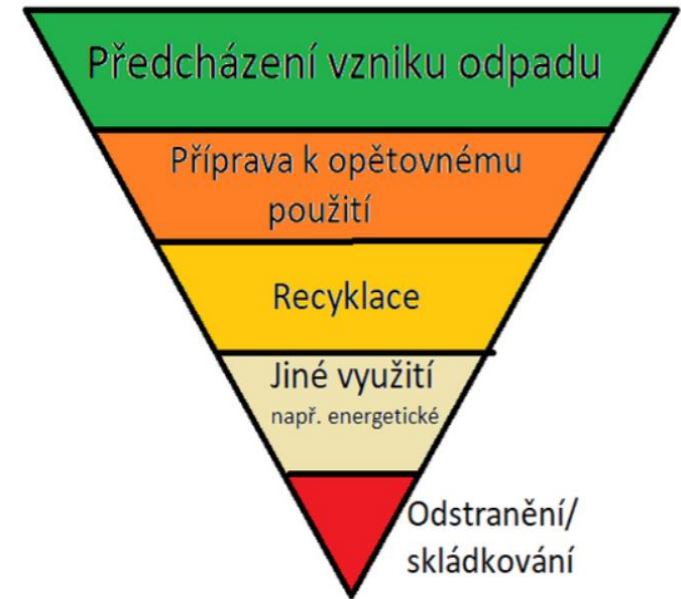 Předcházení vzniku odpadu
Příprava k opětovnému
použití
Recyklace
Jiné využití
např. energetické
Odstranění/
skládkování